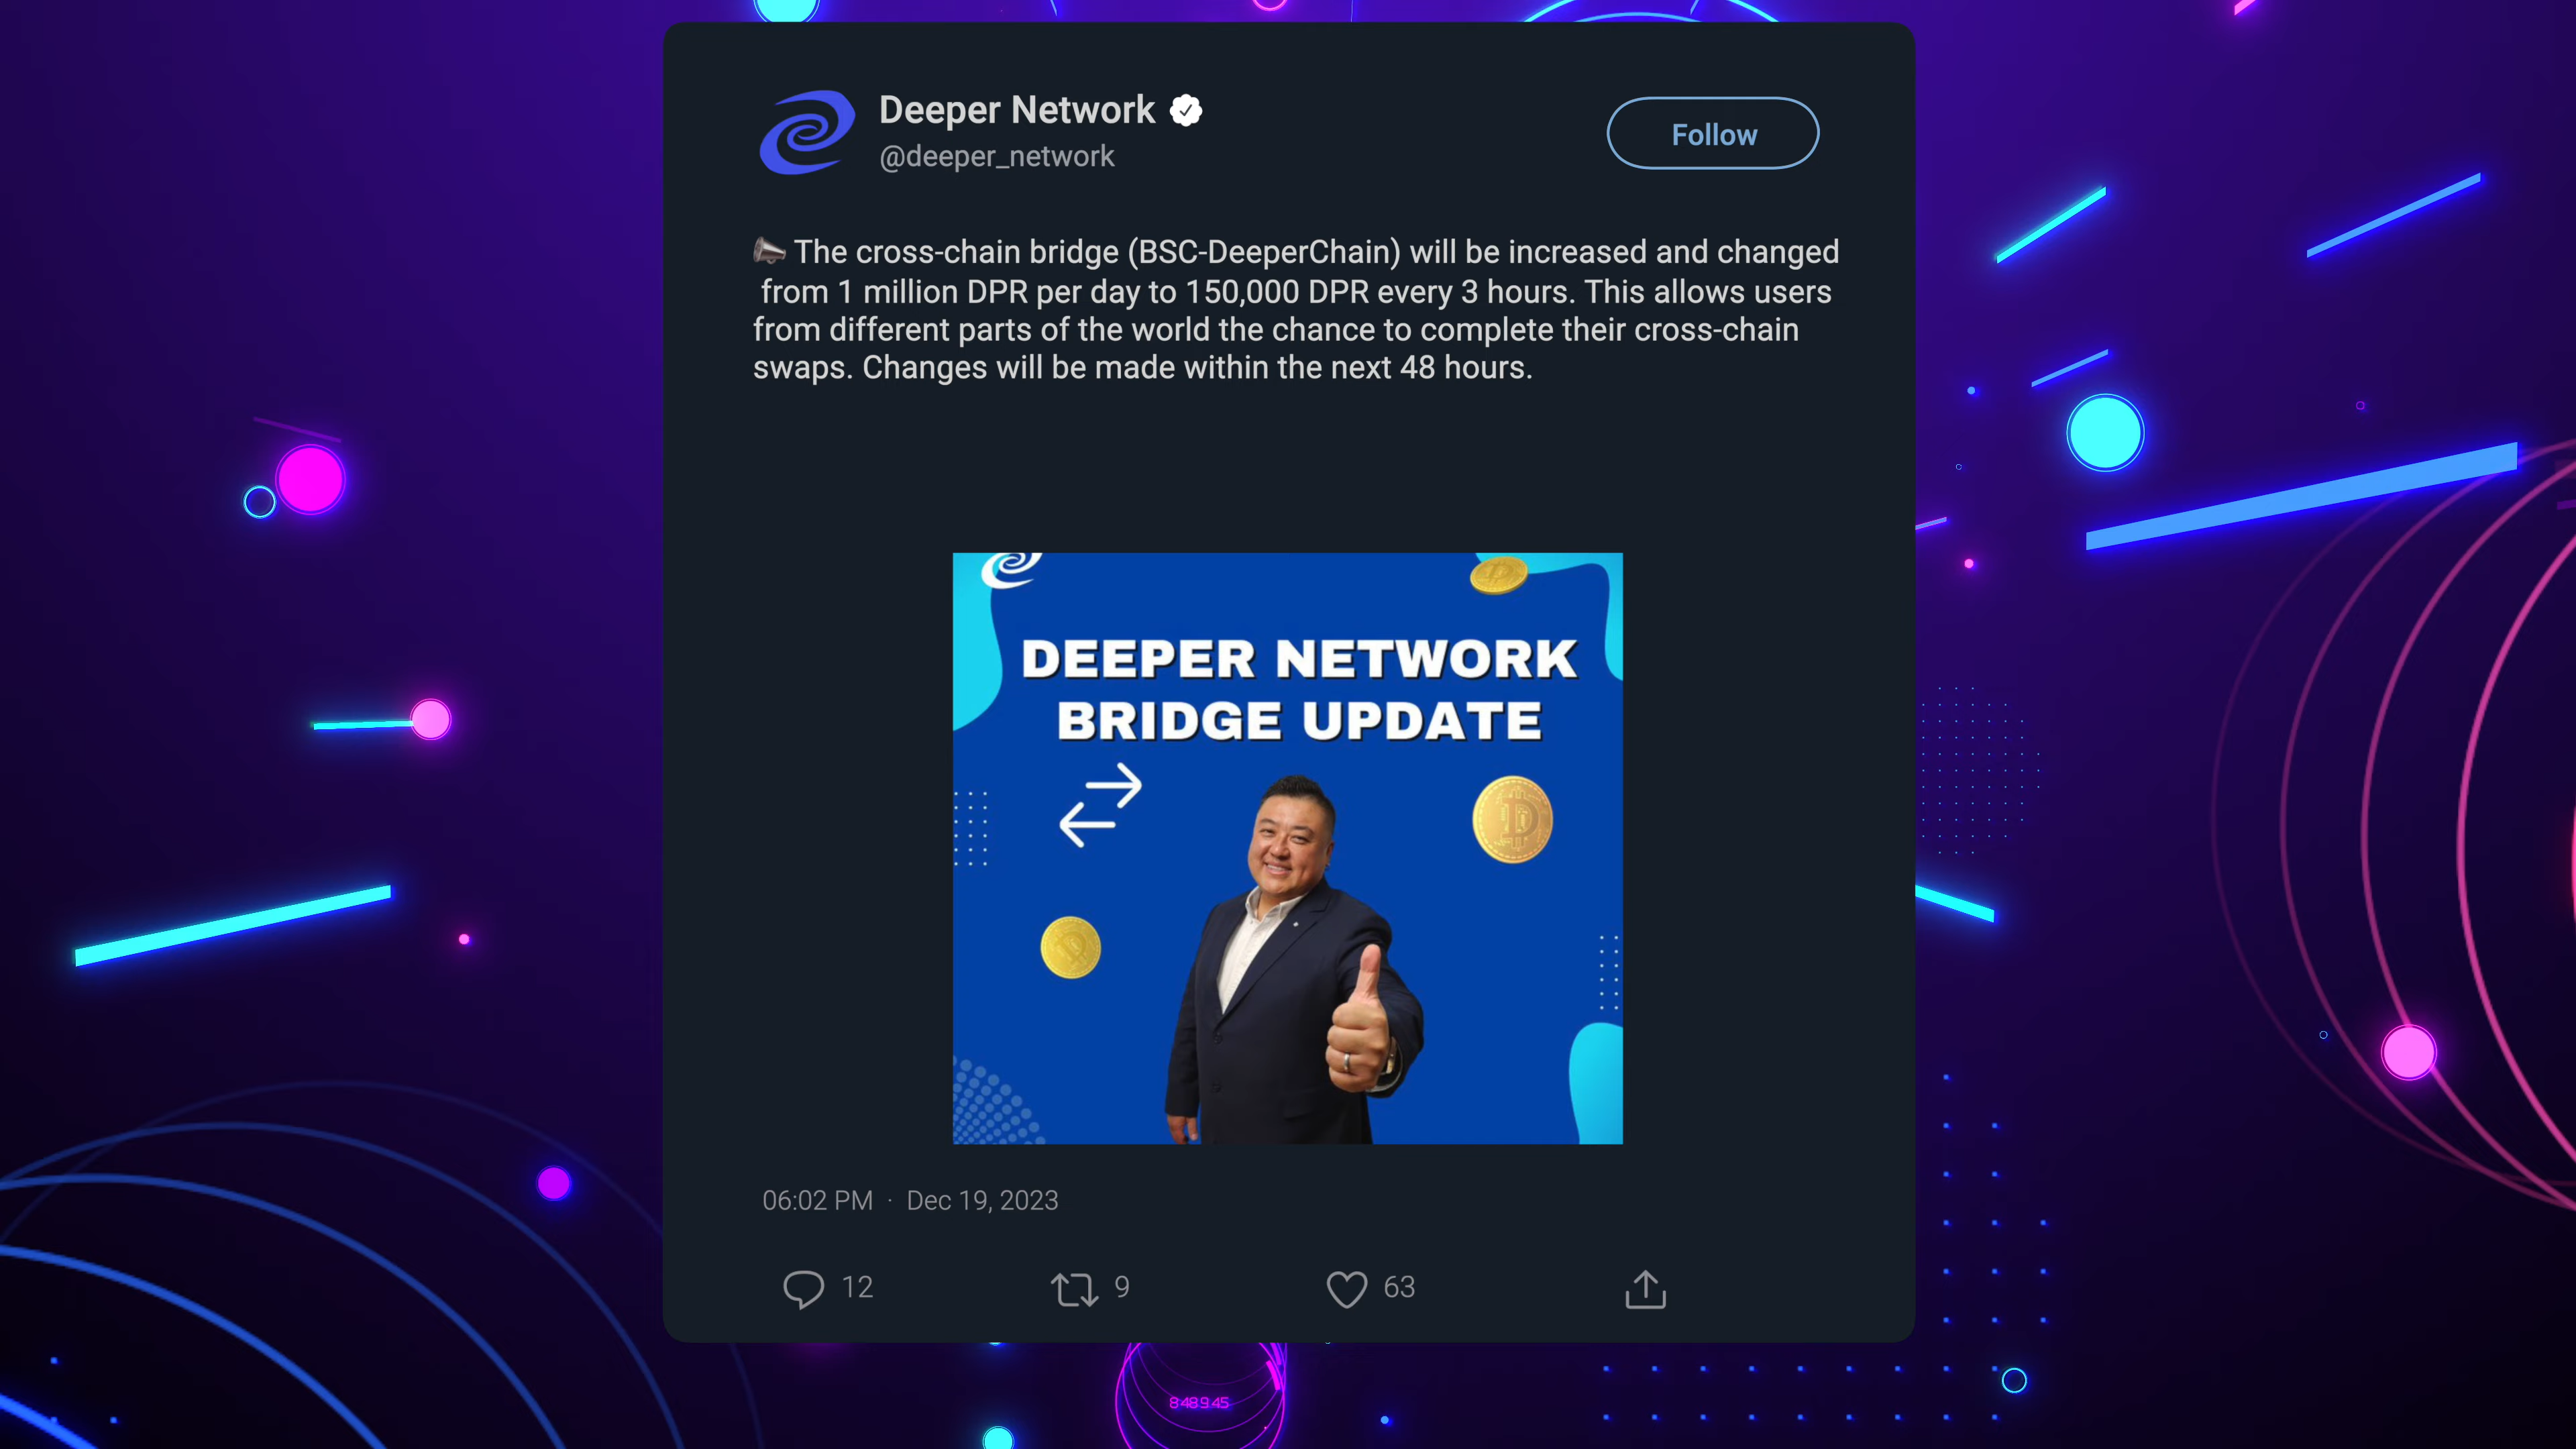 Deeper Network
@deeper_network
Follow
📣 The cross-chain bridge (BSC-DeeperChain) will be increased and changed
from 1 million DPR per day to 150,000 DPR every 3 hours. This allows users
from different parts of the world the chance to complete their cross-chain
swaps. Changes will be made within the next 48 hours.
DEEPER NETWORK
BRIDGE UPDATE
06:02 PM · Dec 19, 2023
12 9 63
848945